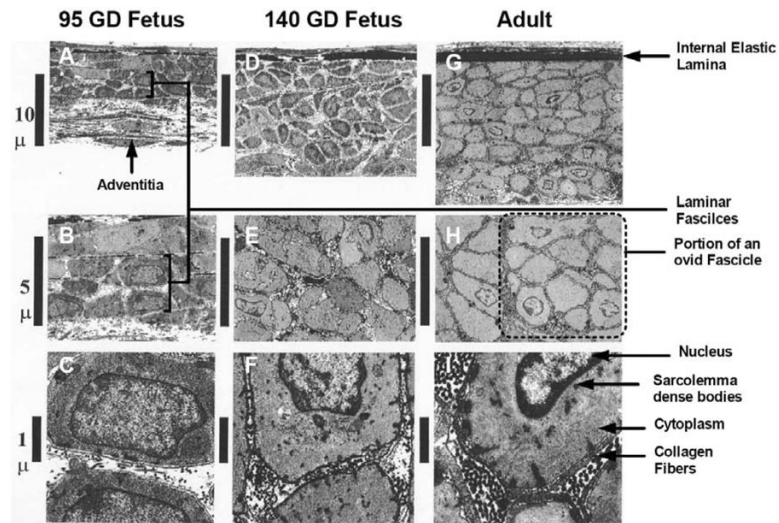 95 GD Fetus
140 GD Fetus
Adult
A
D
G
Internal Elastic
Lamina
10
μ
Adventitia
Laminar
Fascilces
B
E
H
Portion of an
ovid Fascicle
5
μ
C
F
I
Nucleus
Sarcolemma
dense bodies
Cytoplasm
Collagen
Fibers
1
μ